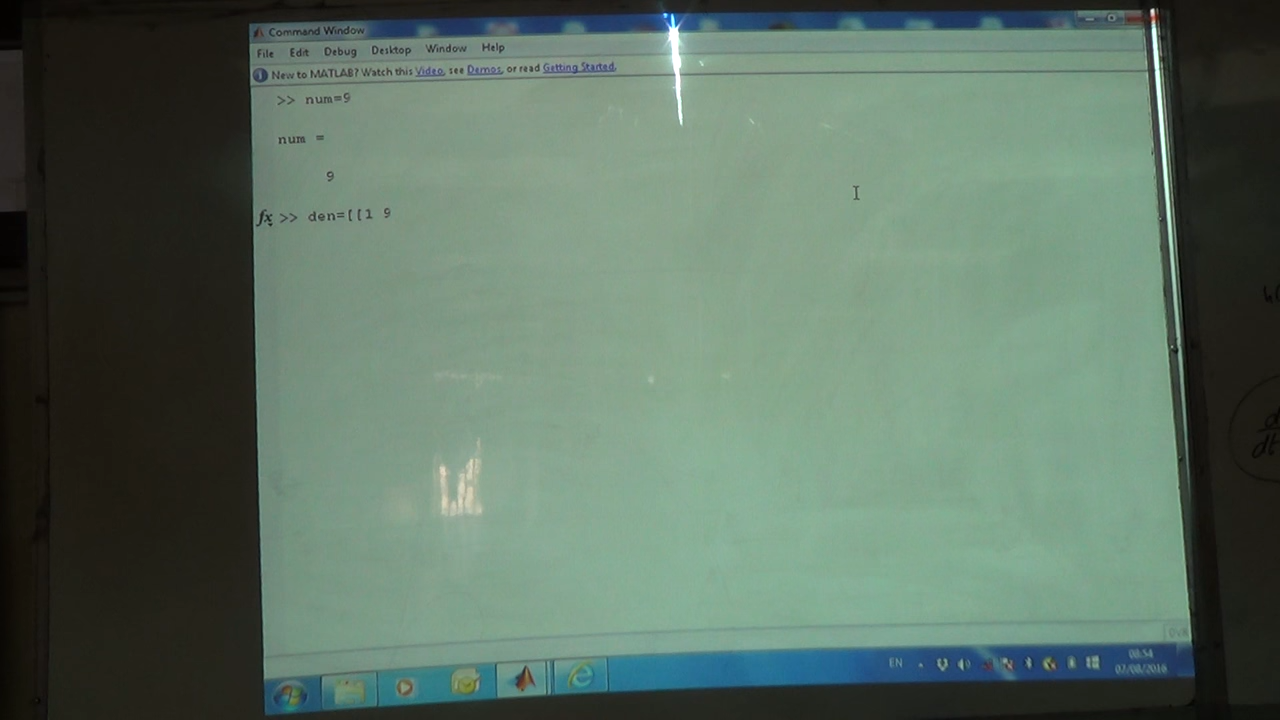 Command Window
File Edit Debug Desktop Window Help
New to MATLAB? Watch this Video, see Demos, or read Getting Started.
>> num=9
num =
9
fx >> den=[[1 9
OVR
EN
08:54
02/08/2016